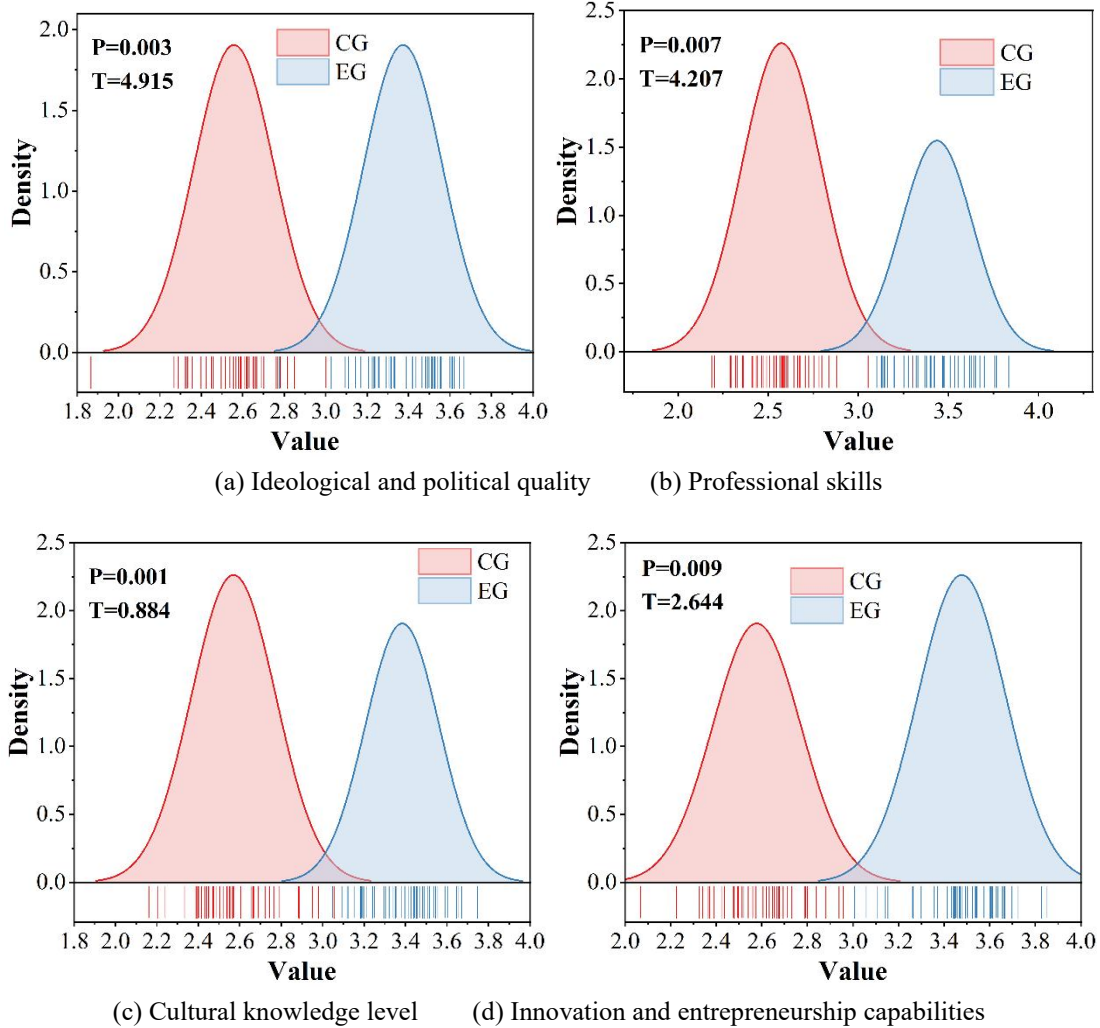 2.0
1.5
1.0
0.5
0.0
Density
P=0.003
T=4.915
CG
EG
1.8 2.0 2.2 2.4 2.6 2.8 3.0 3.2 3.4 3.6 3.8 4.0
Value
2.5
2.0
1.5
1.0
0.5
0.0
Density
P=0.007
T=4.207
CG
EG
2.0 2.5 3.0 3.5 4.0
Value
(a) Ideological and political quality (b) Professional skills
2.5
2.0
1.5
1.0
0.5
0.0
Density
P=0.001
T=0.884
CG
EG
1.8 2.0 2.2 2.4 2.6 2.8 3.0 3.2 3.4 3.6 3.8 4.0
Value
2.5
2.0
1.5
1.0
0.5
0.0
Density
P=0.009
T=2.644
CG
EG
2.0 2.2 2.4 2.6 2.8 3.0 3.2 3.4 3.6 3.8 4.0
Value
(c) Cultural knowledge level (d) Innovation and entrepreneurship capabilities